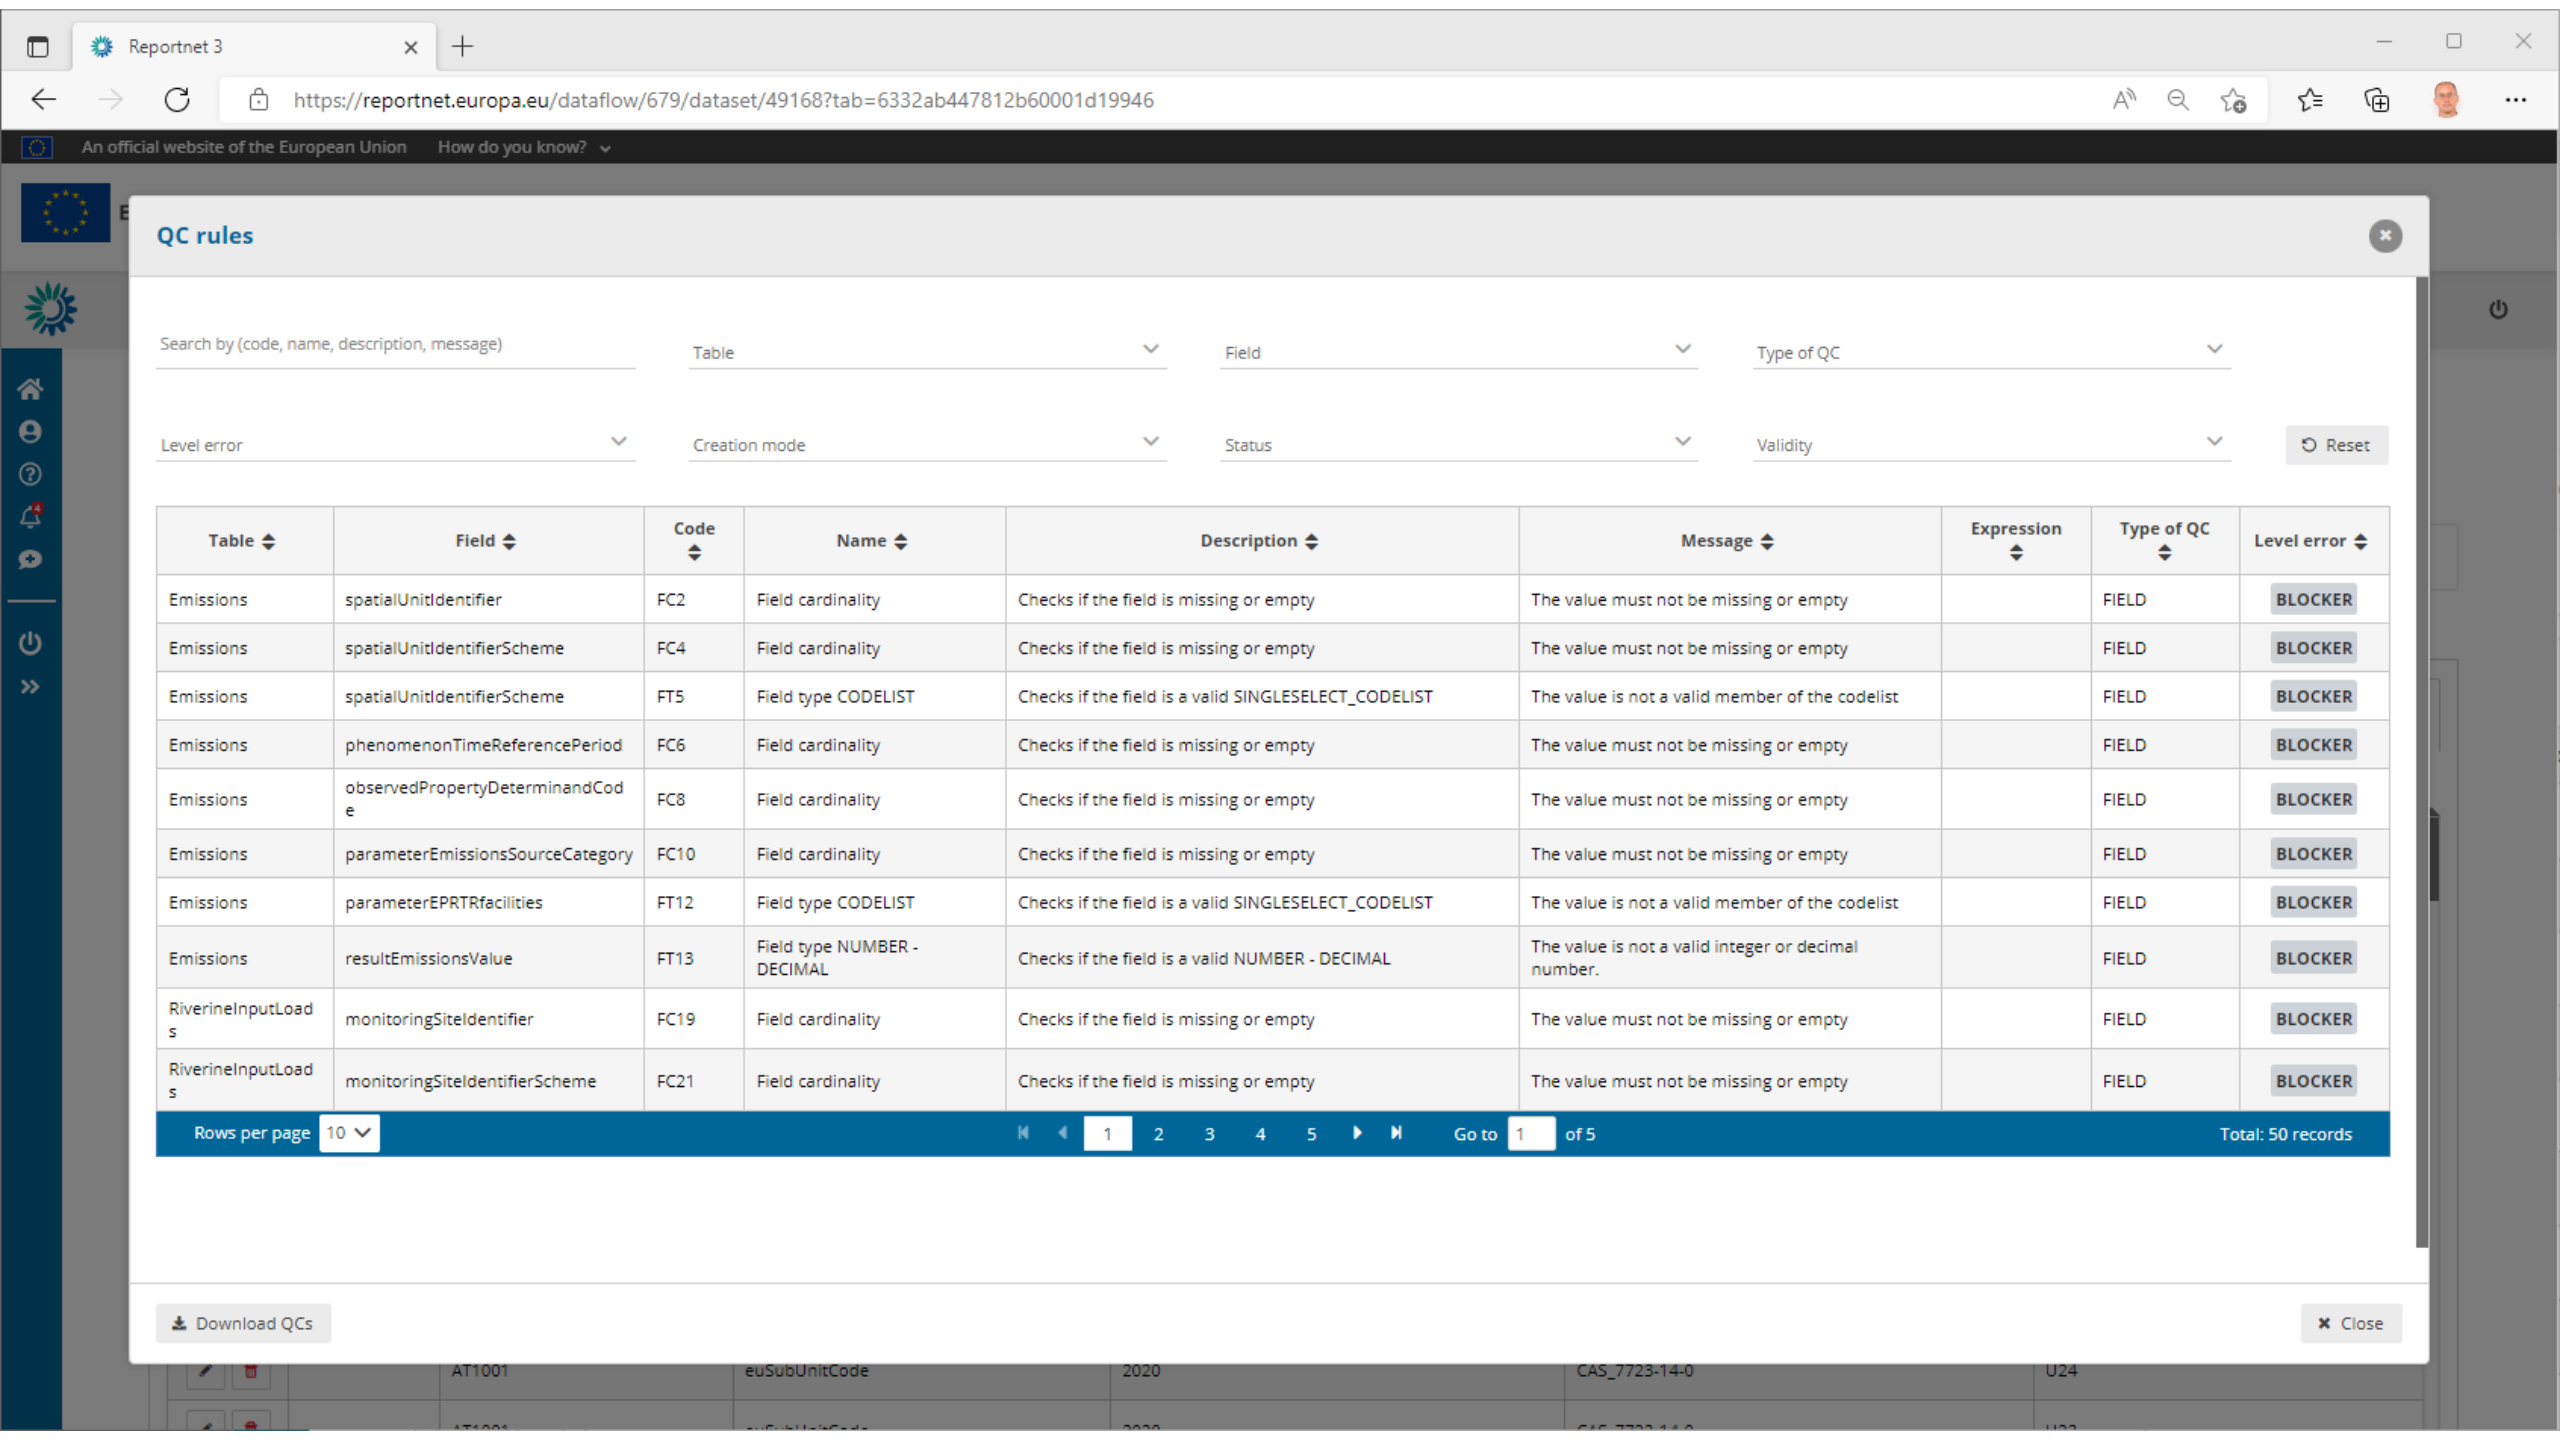 Reportnet 3
https://reportnet.europa.eu/dataflow/679/dataset/49168?tab=6332ab447812b60001d19946
An official website of the European Union How do you know?
E
QC rules
Search by (code, name, description, message)
Table
Field
Type of QC
Level error
Creation mode
Status
Validity
Reset
4
Table Field Code Name Description Message Expression Type of QC Level error
Emissions spatialUnitIdentifier FC2 Field cardinality Checks if the field is missing or empty The value must not be missing or empty FIELD BLOCKER
Emissions spatialUnitIdentifierScheme FC4 Field cardinality Checks if the field is missing or empty The value must not be missing or empty FIELD BLOCKER
Emissions spatialUnitIdentifierScheme FT5 Field type CODELIST Checks if the field is a valid SINGLESELECT_CODELIST The value is not a valid member of the codelist FIELD BLOCKER
Emissions phenomenonTimeReferencePeriod FC6 Field cardinality Checks if the field is missing or empty The value must not be missing or empty FIELD BLOCKER
Emissions observedPropertyDeterminandCod
e FC8 Field cardinality Checks if the field is missing or empty The value must not be missing or empty FIELD BLOCKER
Emissions parameterEmissionsSourceCategory FC10 Field cardinality Checks if the field is missing or empty The value must not be missing or empty FIELD BLOCKER
Emissions parameterEPRTRfacilities FT12 Field type CODELIST Checks if the field is a valid SINGLESELECT_CODELIST The value is not a valid member of the codelist FIELD BLOCKER
Emissions resultEmissionsValue FT13 Field type NUMBER -
DECIMAL Checks if the field is a valid NUMBER - DECIMAL The value is not a valid integer or decimal
number. FIELD BLOCKER
RiverineInputLoad
s monitoringSiteIdentifier FC19 Field cardinality Checks if the field is missing or empty The value must not be missing or empty FIELD BLOCKER
RiverineInputLoad
s monitoringSiteIdentifierScheme FC21 Field cardinality Checks if the field is missing or empty The value must not be missing or empty FIELD BLOCKER
Rows per page 10 1 2 3 4 5 Go to 1 of 5 Total: 50 records
Download QCs
Close
AT1001 euSubUnitCode 2020 CAS_7723-14-0 U24